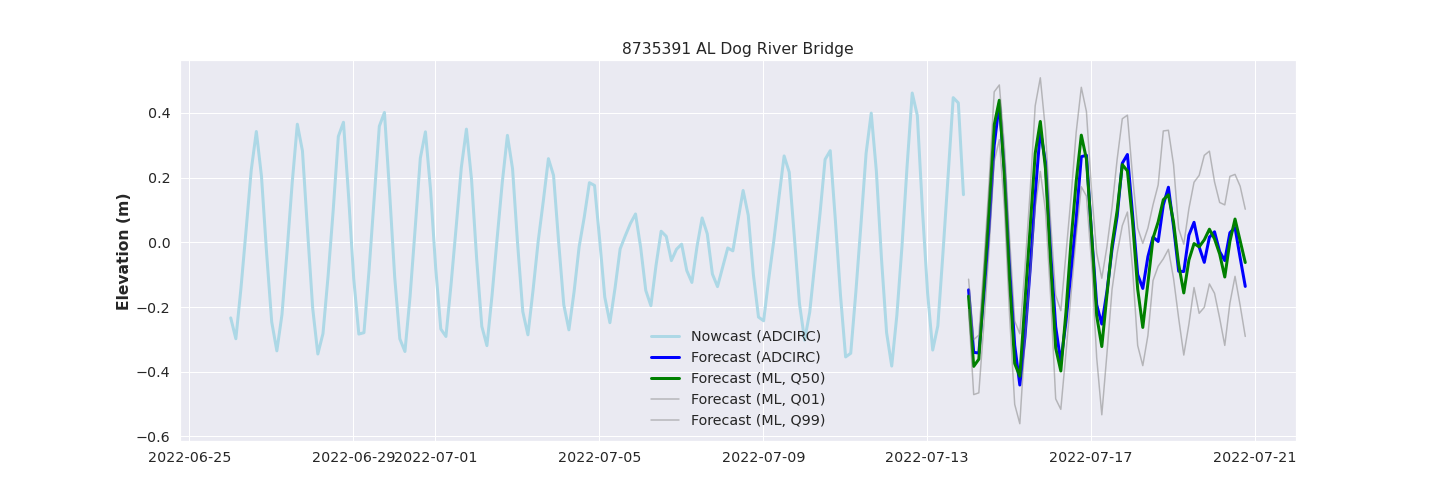 8735391 AL Dog River Bridge
Elevation (m)
0.4
0.2
0.0
−0.2
−0.4
−0.6
Nowcast (ADCIRC)
Forecast (ADCIRC)
Forecast (ML, Q50)
Forecast (ML, Q01)
Forecast (ML, Q99)
2022-06-25 2022-06-29 2022-07-01 2022-07-05 2022-07-09 2022-07-13 2022-07-17 2022-07-21